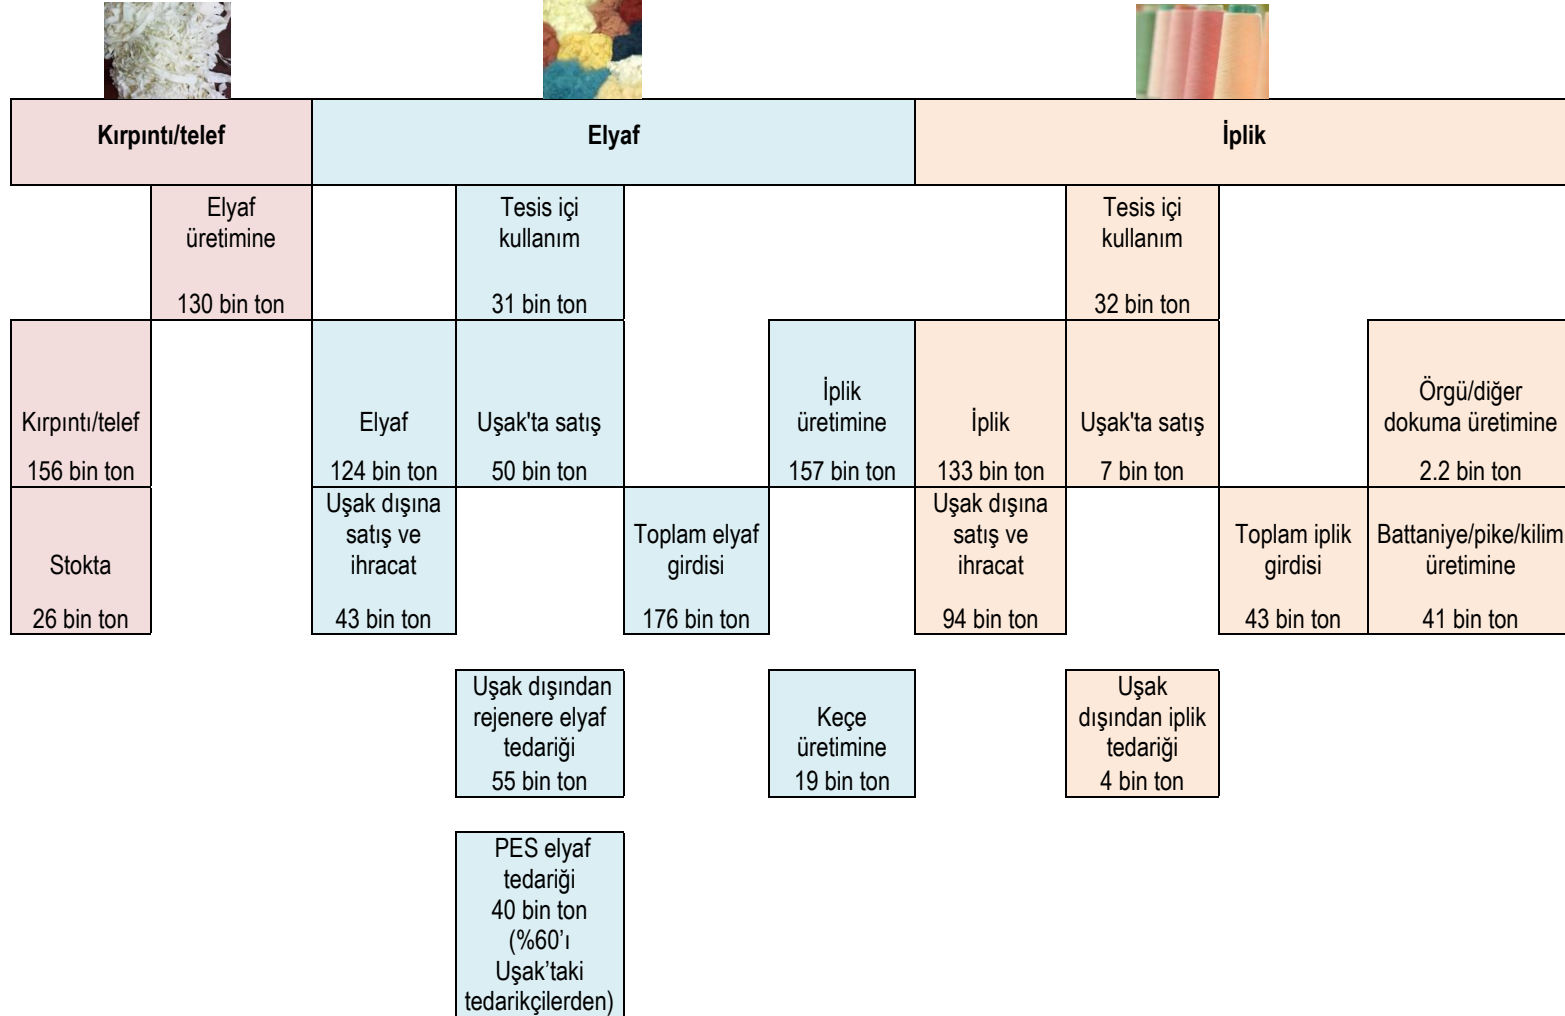 Kırpıntı/telef
Elyaf
İplik
Elyaf
üretimine
130 bin ton
Tesis içi
kullanım
31 bin ton
Tesis içi
kullanım
32 bin ton
Kırpıntı/telef
156 bin ton
Elyaf
124 bin ton
Uşak'ta satış
50 bin ton
İplik
üretimine
157 bin ton
İplik
133 bin ton
Uşak'ta satış
7 bin ton
Örgü/diğer
dokuma üretimine
2.2 bin ton
Stokta
26 bin ton
Uşak dışına
satış ve
ihracat
43 bin ton
Toplam elyaf
girdisi
176 bin ton
Uşak dışına
satış ve
ihracat
94 bin ton
Toplam iplik
girdisi
43 bin ton
Battaniye/pike/kilim
üretimine
41 bin ton
Uşak dışından
rejenere elyaf
tedariği
55 bin ton
Keçe
üretimine
19 bin ton
Uşak
dışından iplik
tedariği
4 bin ton
PES elyaf
tedariği
40 bin ton
(%60’ı
Uşak’taki
tedarikçilerden)